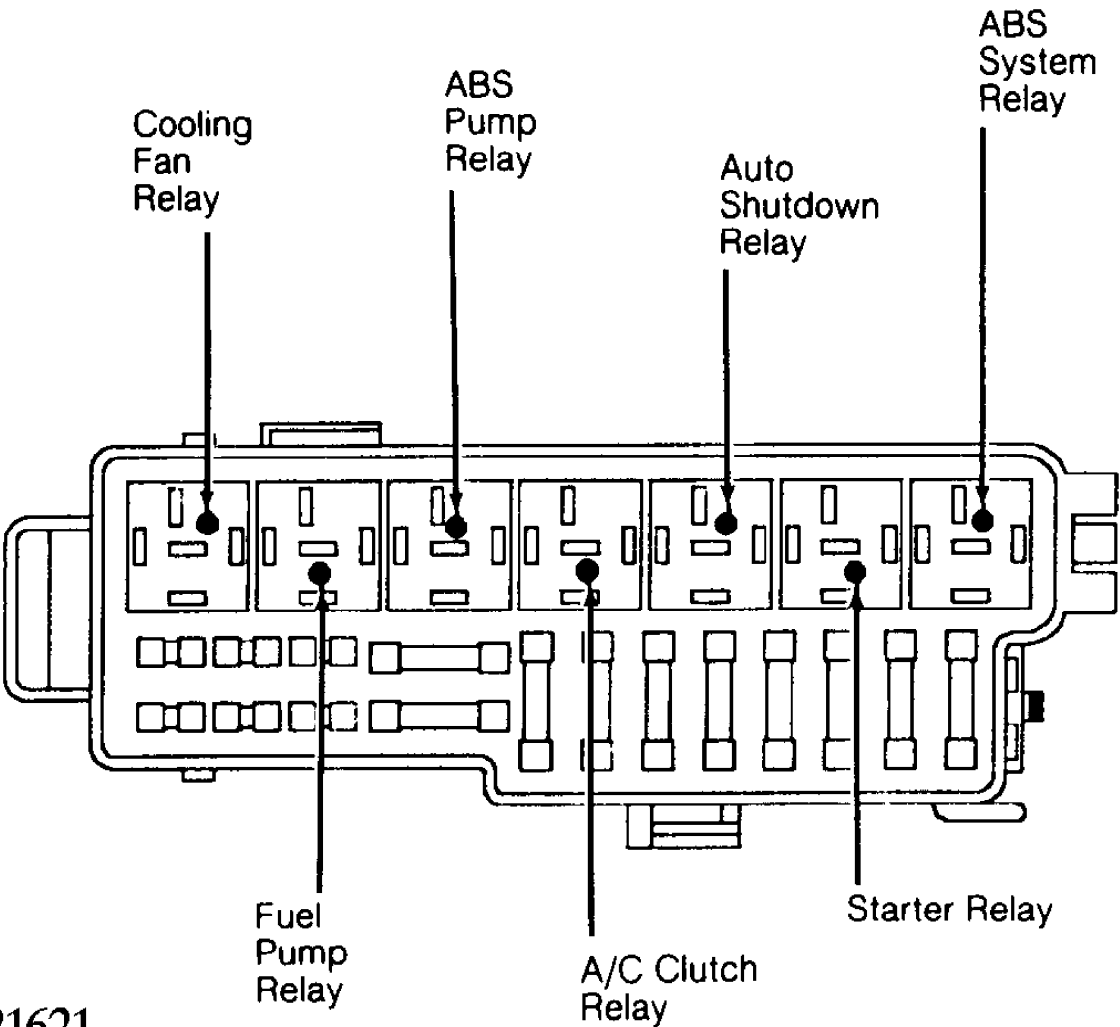 ABS
System
Relay
ABS
Pump
Relay
Cooling
Fan
Relay
Auto
Shutdown
Relay
Fuel
Pump
Relay
A/C Clutch
Relay
Starter Relay
21621